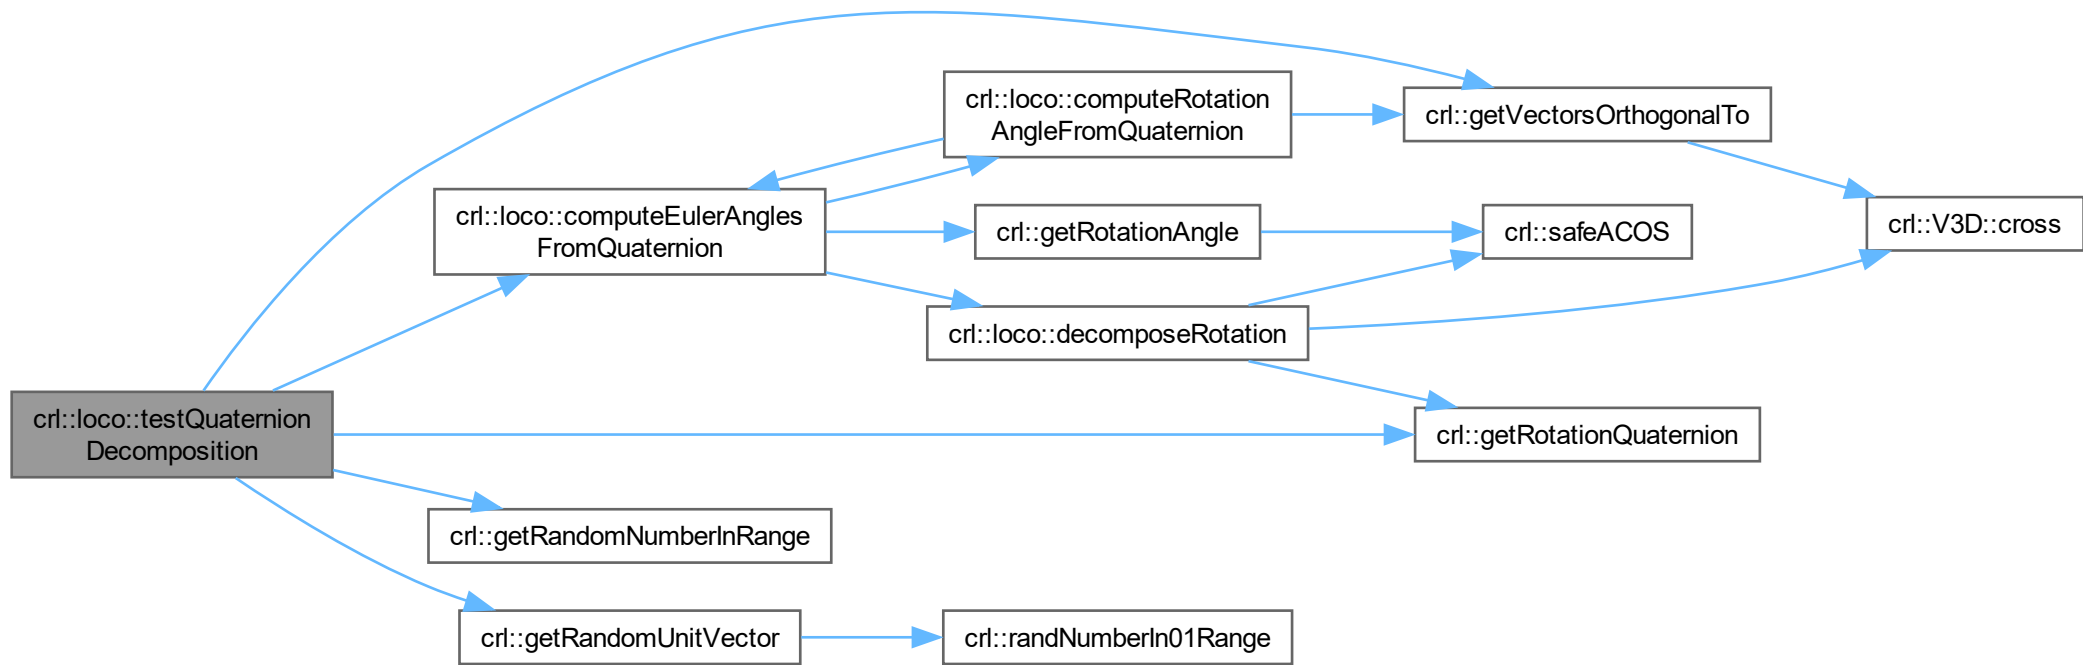 crl::loco::testQuaternion
Decomposition
crl::loco::computeEulerAngles
FromQuaternion
crl::loco::computeRotation
AngleFromQuaternion
crl::getVectorsOrthogonalTo
crl::V3D::cross
crl::getRotationAngle
crl::safeACOS
crl::loco::decomposeRotation
crl::getRotationQuaternion
crl::getRandomNumberInRange
crl::getRandomUnitVector
crl::randNumberIn01Range